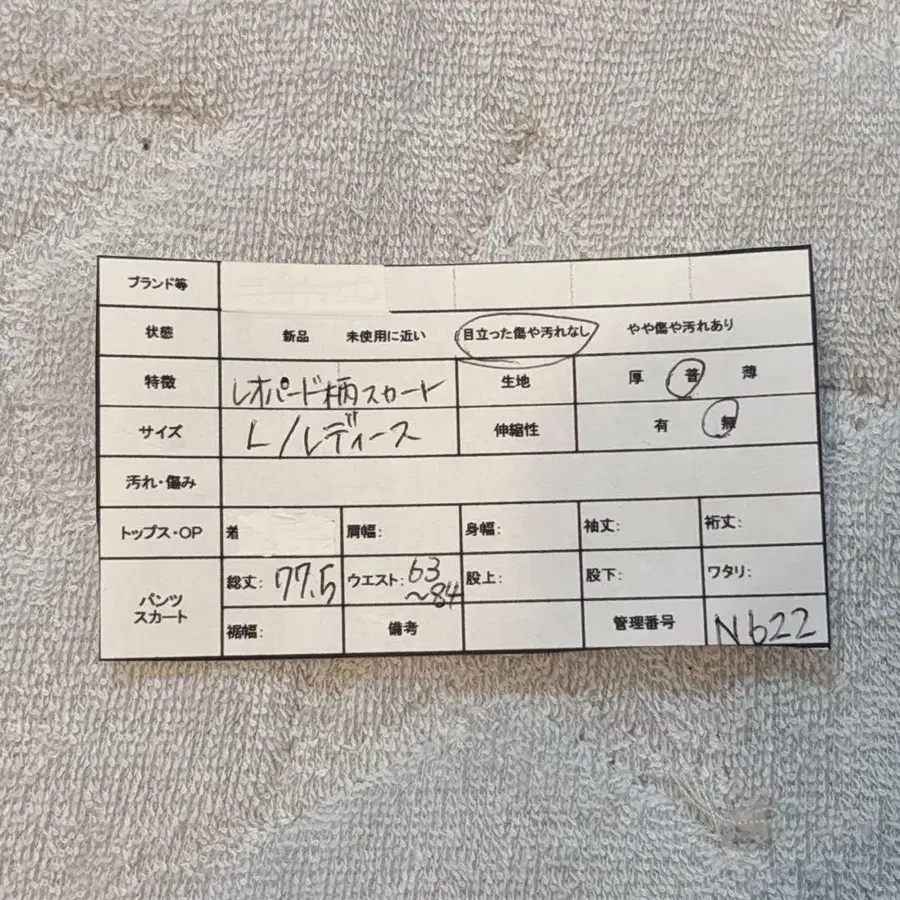 ブランド等
状態 新品 未使用に近い 目立った傷や汚れなし やや傷や汚れあり
特徴 レオパード柄スカート 生地 厚 普 薄
サイズ L/レディース 伸縮性 有 無
汚れ・傷み
トップス・OP 着 肩幅: 身幅: 袖丈: 裄丈:
パンツ スカート 総丈: 77.5 ウエスト: 63～84 股上: 股下: ワタリ:
裾幅: 備考 管理番号 N622